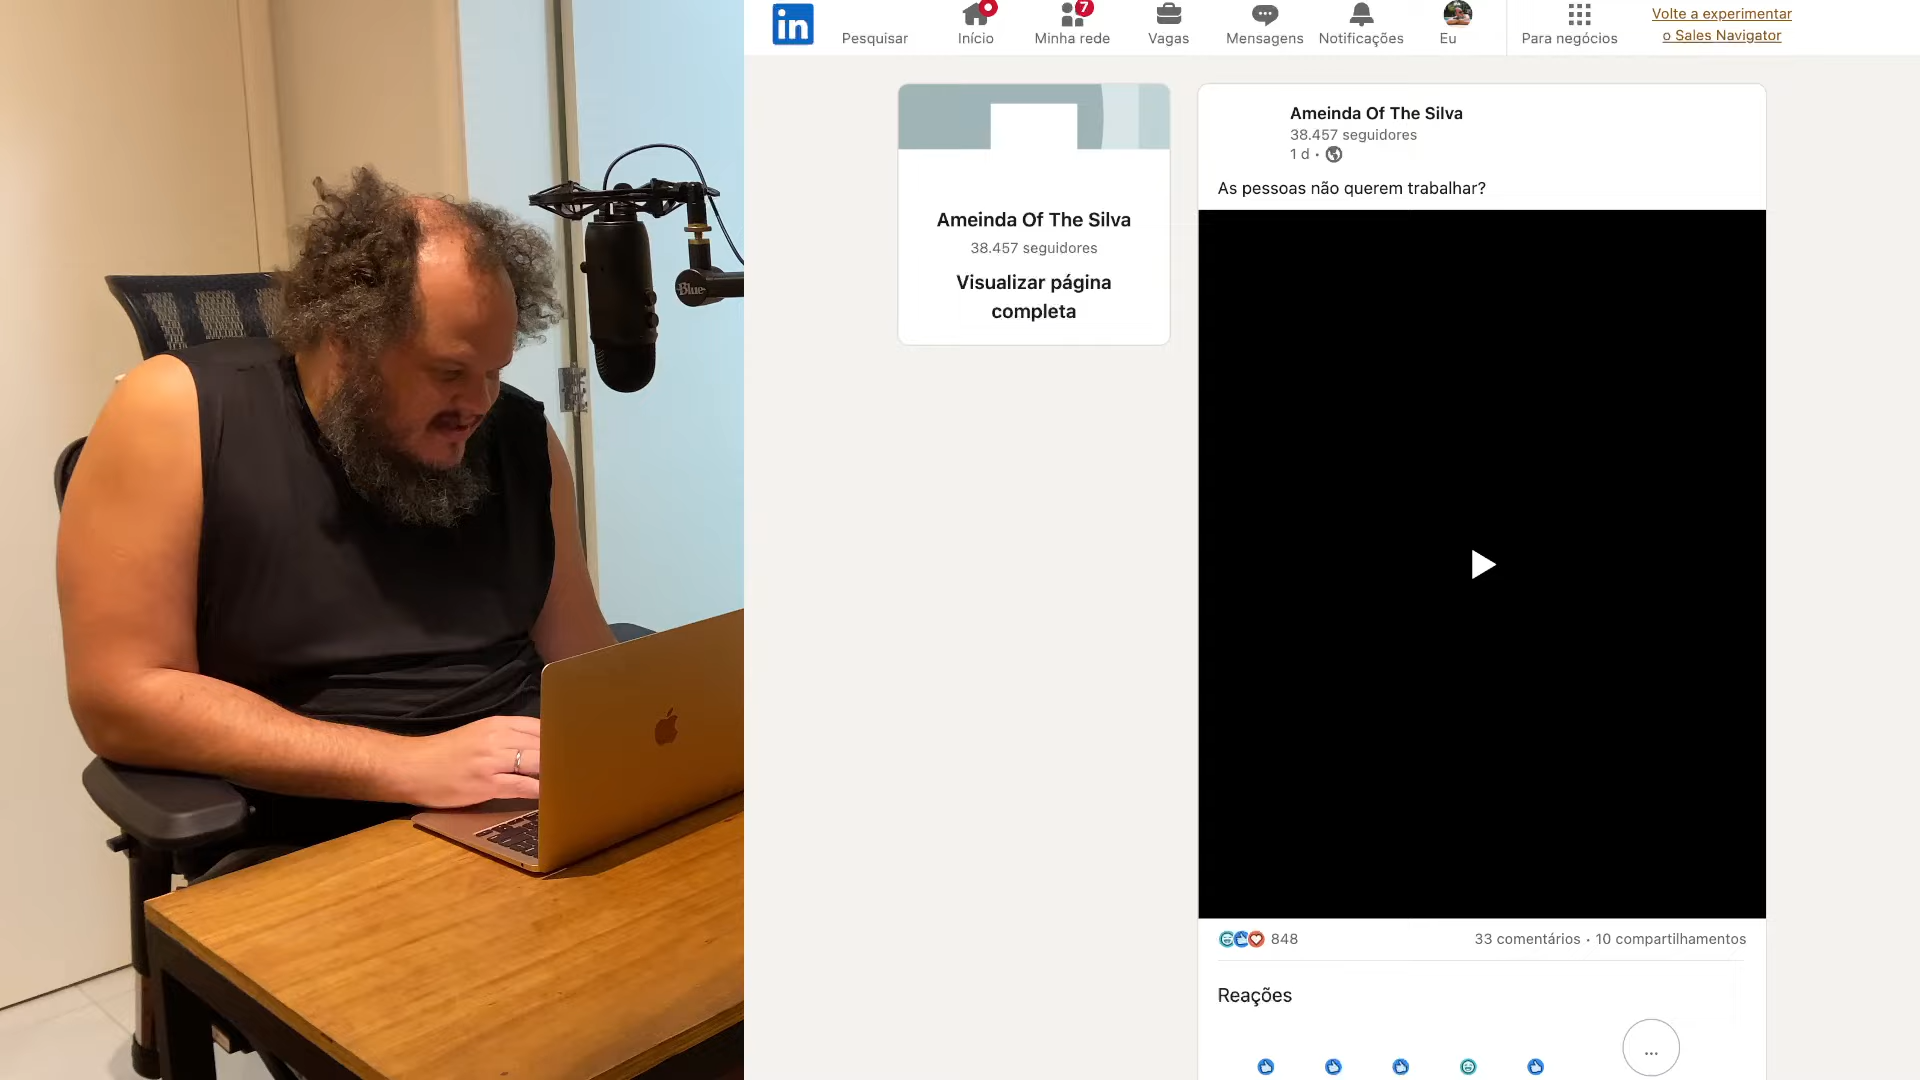 in
Pesquisar
Início
7
Minha rede
Vagas
Mensagens
Notificações
Eu
Para negócios
Volte a experimentar
o Sales Navigator
Ameinda Of The Silva
38.457 seguidores
Visualizar página
completa
Ameinda Of The Silva
38.457 seguidores
1 d •
As pessoas não querem trabalhar?
848
33 comentários • 10 compartilhamentos
Reações
...
Blue